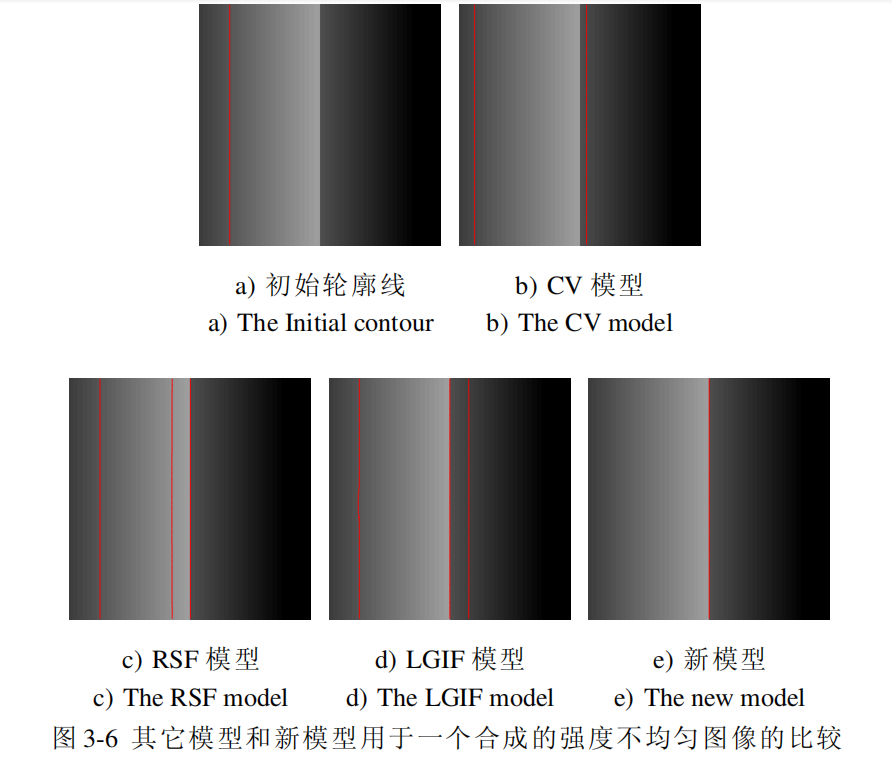 a) 初始轮廓线
b) CV 模型
a) The Initial contour
b) The CV model
c) RSF 模型
d) LGIF 模型
e) 新模型
c) The RSF model
d) The LGIF model
e) The new model
图 3-6 其它模型和新模型用于一个合成的强度不均匀图像的比较